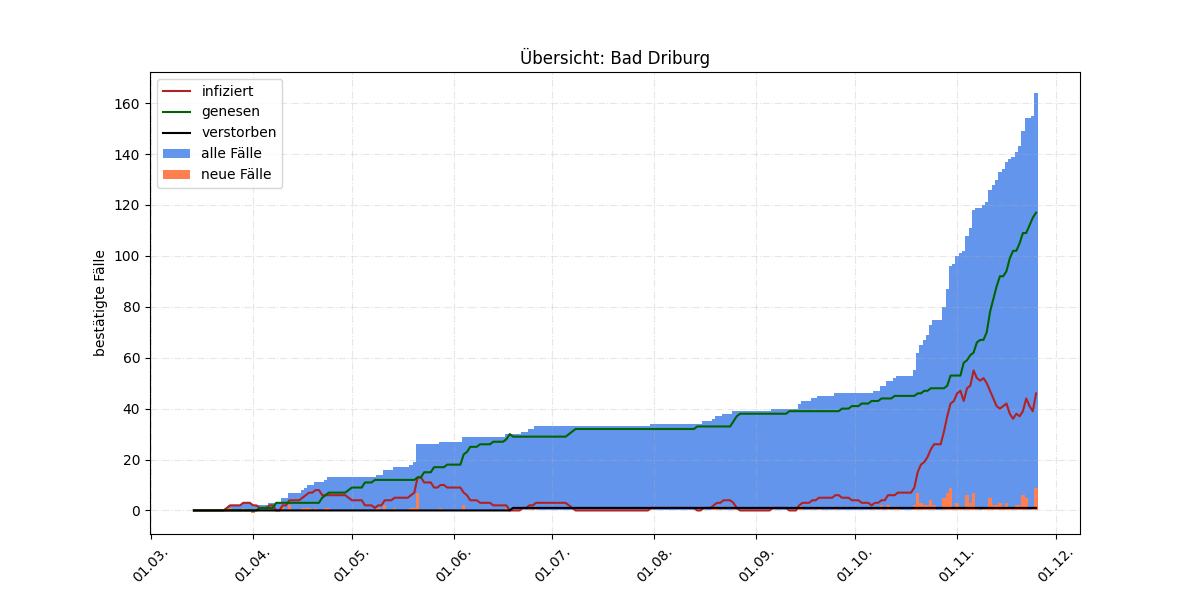 Übersicht: Bad Driburg
infiziert
genesen
verstorben
alle Fälle
neue Fälle
bestätigte Fälle
160
140
120
100
80
60
40
20
0
01.03.
01.04.
01.05.
01.06.
01.07.
01.08.
01.09.
01.10.
01.11.
01.12.